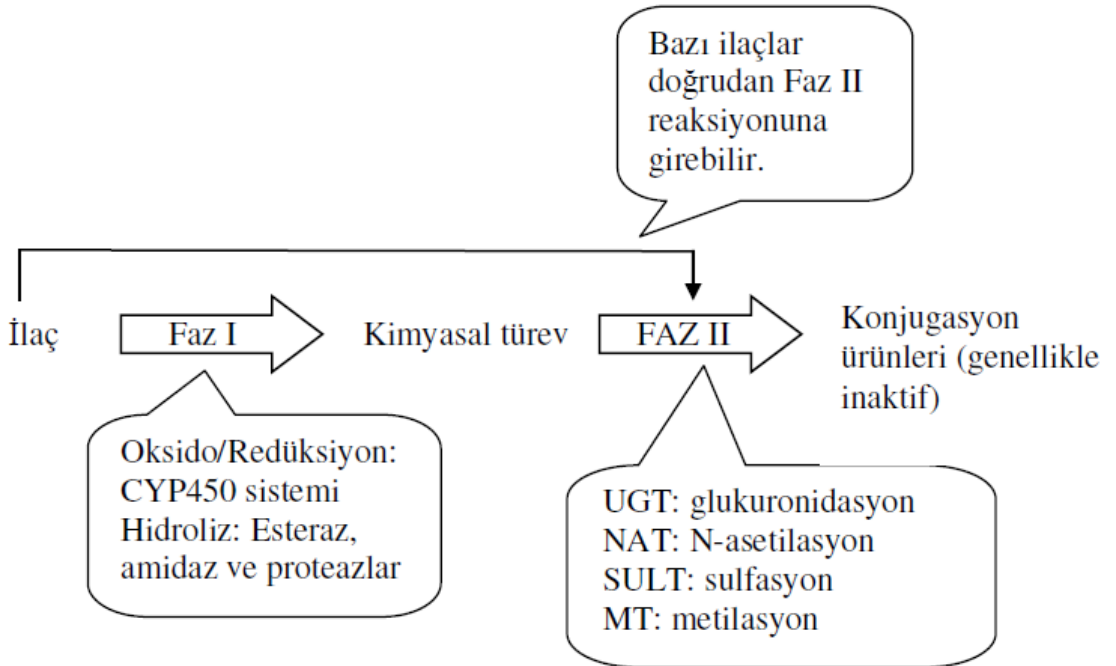 Bazı ilaçlar
doğrudan Faz II
reaksiyonuna
girebilir.
İlaç
Faz I
Kimyasal türev
FAZ II
Konjugasyon
ürünleri (genellikle
inaktif)
Oksido/Redüksiyon:
CYP450 sistemi
Hidroliz: Esteraz,
amidaz ve proteazlar
UGT: glukuronidasyon
NAT: N-asetilasyon
SULT: sulfasyon
MT: metilasyon